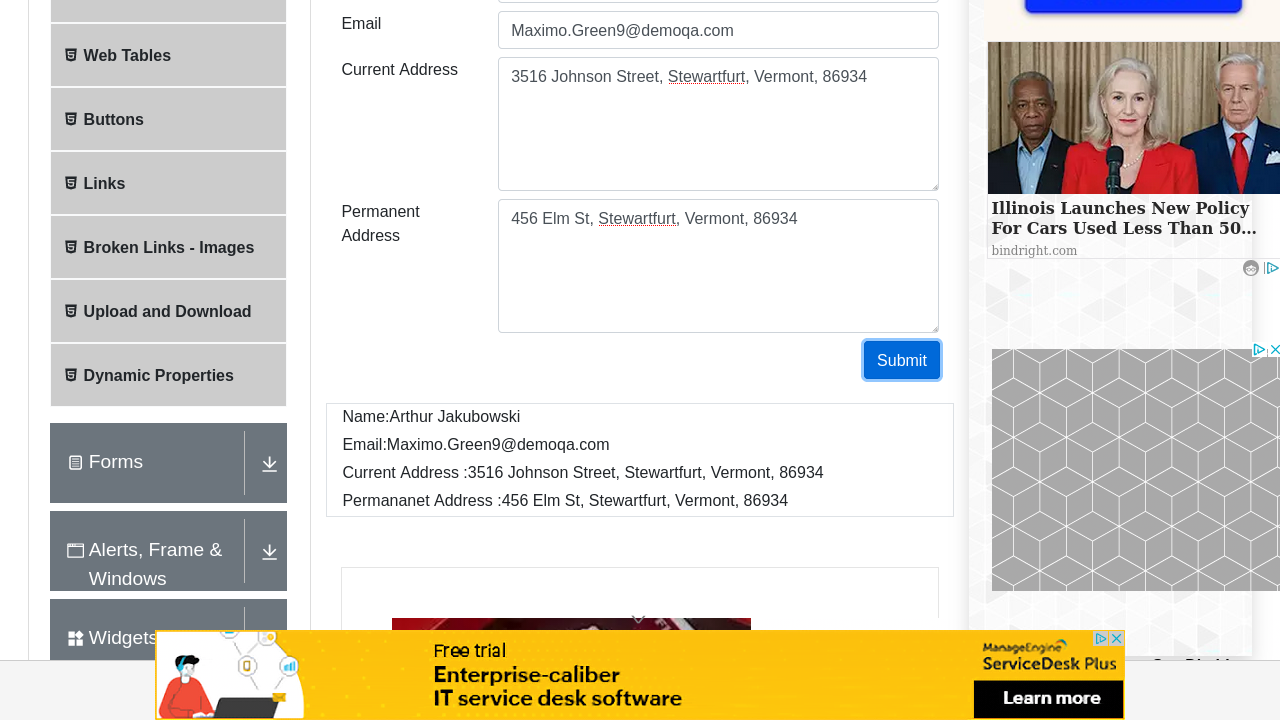 Email
Maximo.Green9@demoqa.com
Web Tables
Current Address
3516 Johnson Street, Stewartfurt, Vermont, 86934
Buttons
Links
Permanent
Address
456 Elm St, Stewartfurt, Vermont, 86934
Broken Links - Images
Upload and Download
Dynamic Properties
Submit
Name:Arthur Jakubowski
Email:Maximo.Green9@demoqa.com
Current Address :3516 Johnson Street, Stewartfurt, Vermont, 86934
Permananet Address :456 Elm St, Stewartfurt, Vermont, 86934
Forms
Alerts, Frame &
Windows
Widgets
Illinois Launches New Policy
For Cars Used Less Than 50...
bindright.com
Free trial
Enterprise-caliber
IT service desk software
ManageEngine
ServiceDesk Plus
Learn more